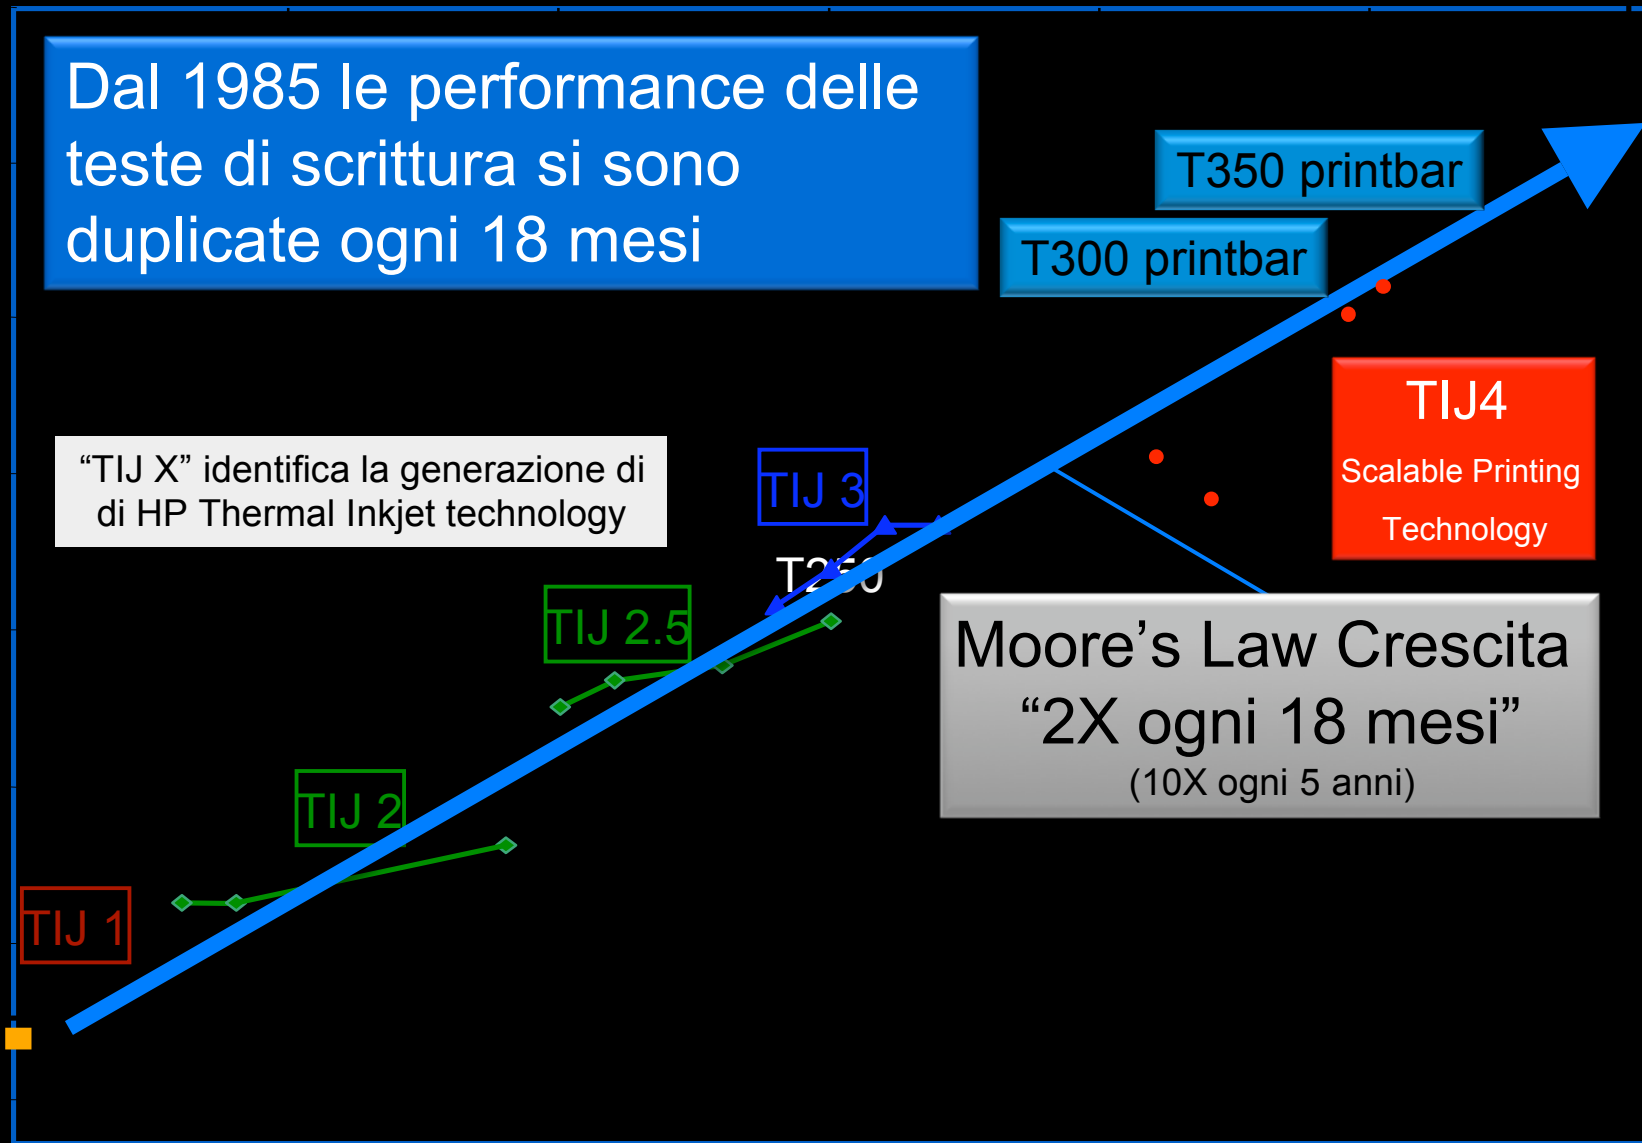 Dal 1985 le performance delle
teste di scrittura si sono
duplicate ogni 18 mesi
T350 printbar
T300 printbar
TIJ4
Scalable Printing
Technology
“TIJ X” identifica la generazione di
di HP Thermal Inkjet technology
TIJ 3
T250
TIJ 2.5
Moore’s Law Crescita
“2X ogni 18 mesi”
(10X ogni 5 anni)
TIJ 2
TIJ 1